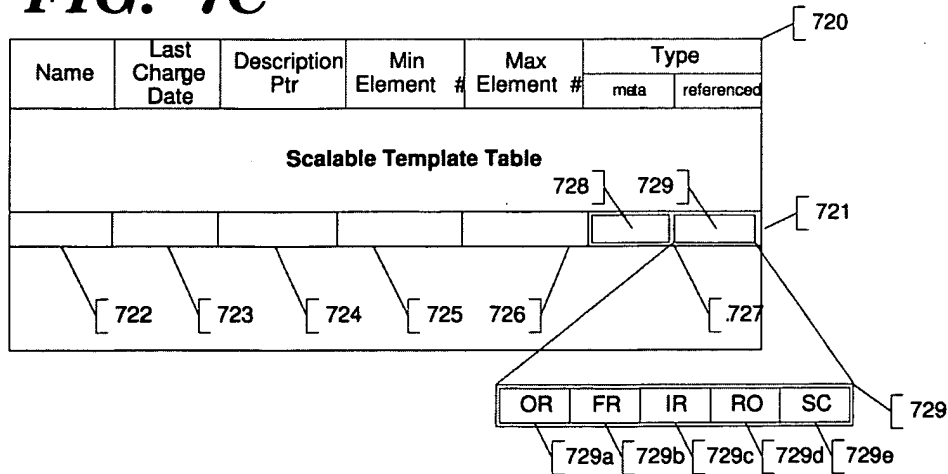 FIG. 7C
720
Name
Last Charge Date
Description Ptr
Min Element #
Max Element #
Type
meta
referenced
Scalable Template Table
728
729
721
722
723
724
725
726
.727
OR FR IR RO SC
729
729a
729b
729c
729d
729e